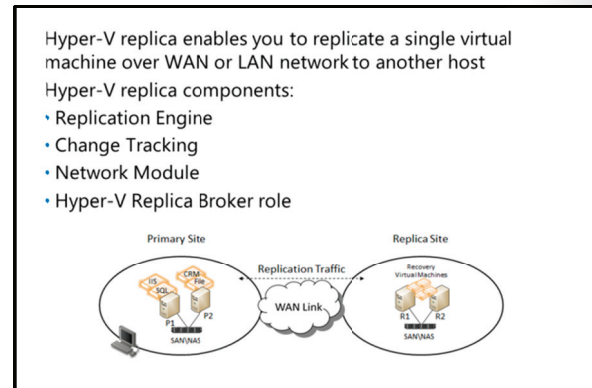 Hyper-V replica enables you to replicate a single virtual
machine over WAN or LAN network to another host
Hyper-V replica components:
• Replication Engine
• Change Tracking
• Network Module
• Hyper-V Replica Broker role
Primary Site
Replica Site
Replication Traffic
IIS
SQL
CRM
File
P1
P2
SAN\NAS
WAN Link
Recovery
Virtual Machines
R1
R2
SAN\NAS